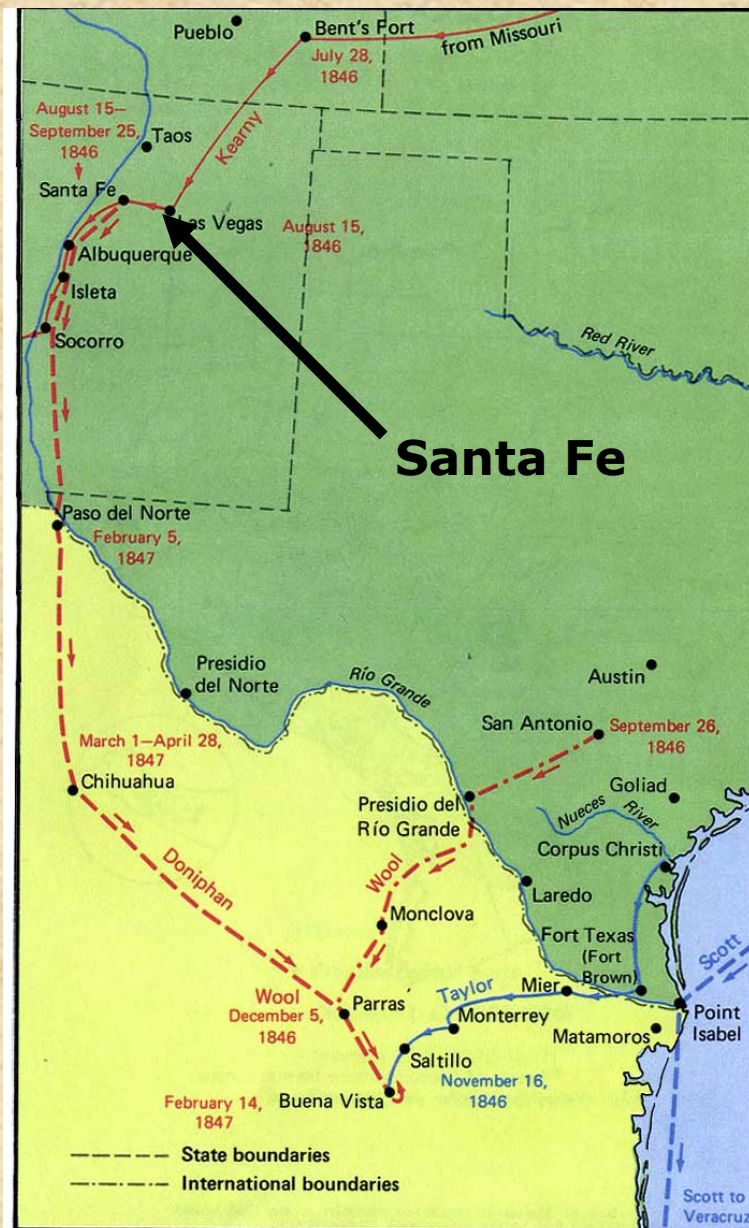 Pueblo
Bent's Fort
from Missouri
July 28,
1846
August 15—
September 25,
1846
Taos
Kearny
Santa Fe
Las Vegas
August 15,
1846
Albuquerque
Isleta
Socorro
Red River
Santa Fe
Paso del Norte
February 5,
1847
Presidio
del Norte
Río Grande
Austin
San Antonio
September 26,
1846
March 1—April 28,
1847
Chihuahua
Goliad
Presidio del
Río Grande
Nueces
River
Corpus Christi
Wool
Doniphan
Laredo
Monclova
Fort Texas
(Fort
Brown)
Scott
Taylor
Mier
Wool
December 5,
1846
Parras
Monterrey
Matamoros
Point
Isabel
Saltillo
November 16,
1846
February 14,
1847
Buena Vista
State boundaries
International boundaries
Scott to
Veracruz